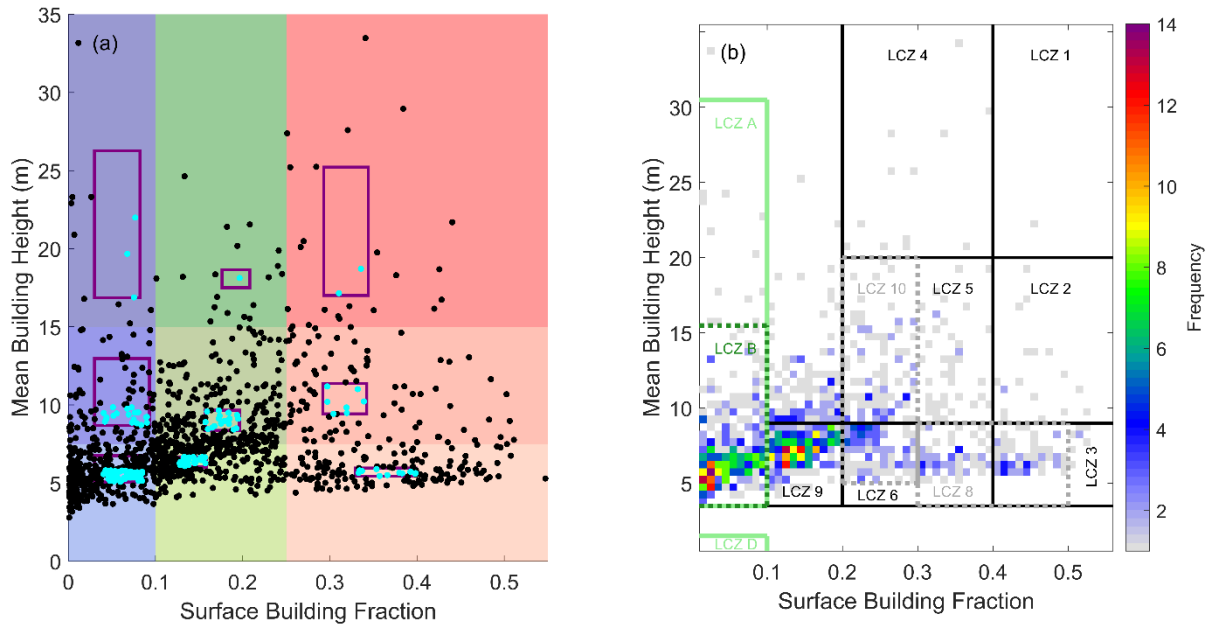 (a)
35
30
25
20
15
10
5
0
Mean Building Height (m)
0
0.1
0.2
0.3
0.4
0.5
Surface Building Fraction
(b)
LCZ 4
LCZ 1
LCZ A
LCZ 10
LCZ 5
LCZ 2
LCZ B
LCZ 9
LCZ 6
LCZ 8
LCZ 3
LCZ D
30
25
20
15
10
5
Mean Building Height (m)
0.1
0.2
0.3
0.4
0.5
Surface Building Fraction
14
12
10
8
6
4
2
Frequency